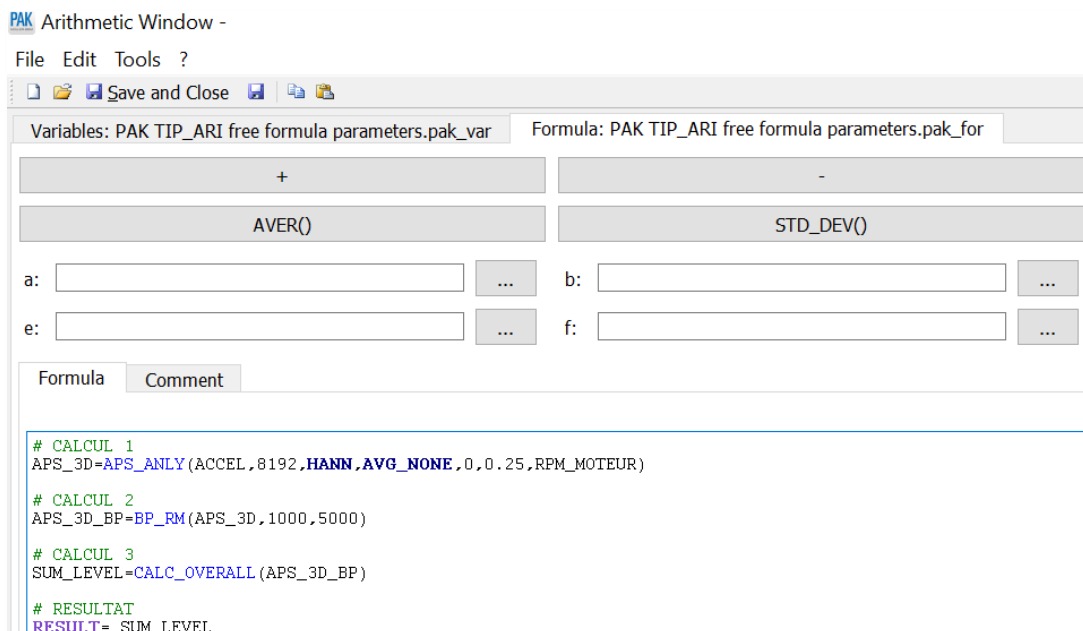 PAK Arithmetic Window -
File Edit Tools ?
Save and Close
Variables: PAK TIP_ARI free formula parameters.pak_var Formula: PAK TIP_ARI free formula parameters.pak_for
+ -
AVER() STD_DEV()
a: ... b: ...
e: ... f: ...
Formula Comment
# CALCUL 1
APS_3D=APS_ANLY(ACCEL,8192,HANN,AVG_NONE,0,0.25,RPM_MOTEUR)
# CALCUL 2
APS_3D_BP=BP_RM(APS_3D,1000,5000)
# CALCUL 3
SUM_LEVEL=CALC_OVERALL(APS_3D_BP)
# RESULTAT
RESULT= SUM_LEVEL